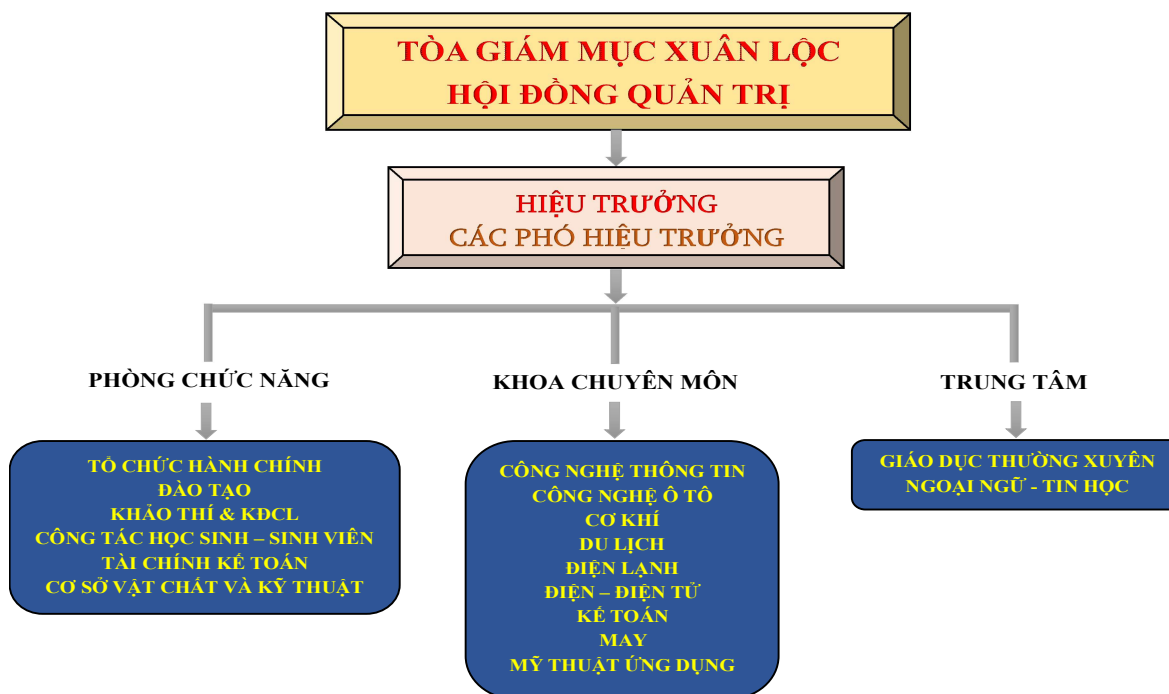 TÒA GIÁM MỤC XUÂN LỘC
HỘI ĐỒNG QUẢN TRỊ
HIỆU TRƯỞNG
CÁC PHÓ HIỆU TRƯỞNG
PHÒNG CHỨC NĂNG
TỔ CHỨC HÀNH CHÍNH
ĐÀO TẠO
KHẢO THÍ & KĐCL
CÔNG TÁC HỌC SINH – SINH VIÊN
TÀI CHÍNH KẾ TOÁN
CƠ SỞ VẬT CHẤT VÀ KỸ THUẬT
KHOA CHUYÊN MÔN
CÔNG NGHỆ THÔNG TIN
CÔNG NGHỆ Ô TÔ
CƠ KHÍ
DU LỊCH
ĐIỆN LẠNH
ĐIỆN – ĐIỆN TỬ
KẾ TOÁN
MAY
MỸ THUẬT ỨNG DỤNG
TRUNG TÂM
GIÁO DỤC THƯỜNG XUYÊN
NGOẠI NGỮ - TIN HỌC